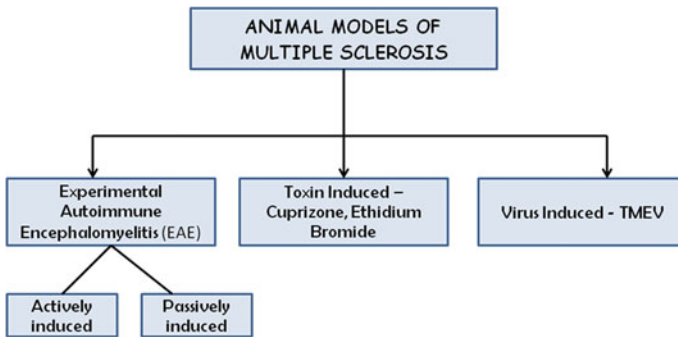 ANIMAL MODELS OF
MULTIPLE SCLEROSIS
Experimental
Autoimmune
Encephalomyelitis (EAE)
Toxin Induced –
Cuprizone, Ethidium
Bromide
Virus Induced - TMEV
Actively
induced
Passively
induced